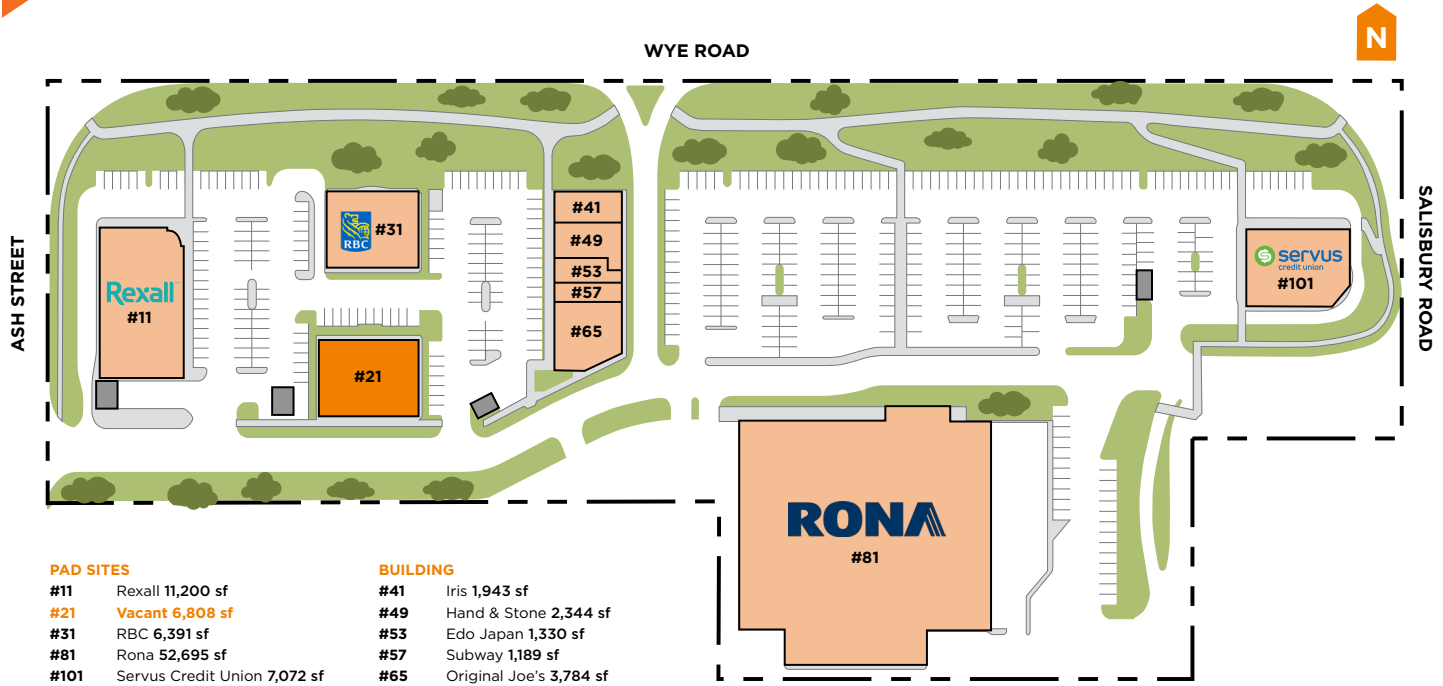 N
WYE ROAD
ASH STREET
SALISBURY ROAD
Rexall
#11
RBC
#31
#21
#41
#49
#53
#57
#65
servus
credit union
#101
RONA
#81
PAD SITES
#11 Rexall 11,200 sf
#21 Vacant 6,808 sf
#31 RBC 6,391 sf
#81 Rona 52,695 sf
#101 Servus Credit Union 7,072 sf
BUILDING
#41 Iris 1,943 sf
#49 Hand & Stone 2,344 sf
#53 Edo Japan 1,330 sf
#57 Subway 1,189 sf
#65 Original Joe's 3,784 sf